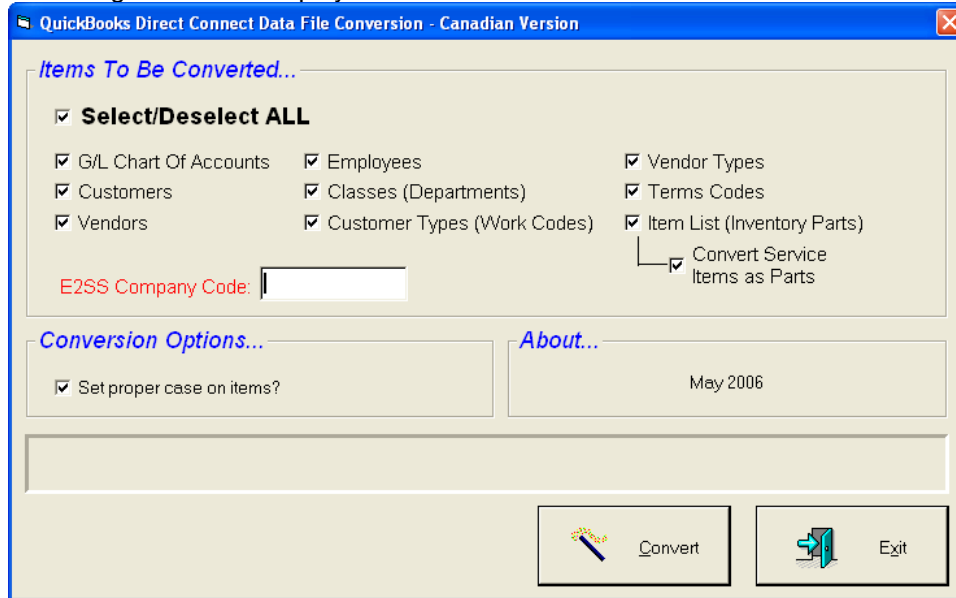 QuickBooks Direct Connect Data File Conversion - Canadian Version
Items To Be Converted...
Select/Deselect ALL
G/L Chart Of Accounts
Customers
Vendors
Employees
Classes (Departments)
Customer Types (Work Codes)
Vendor Types
Terms Codes
Item List (Inventory Parts)
Convert Service
Items as Parts
E2SS Company Code:
Conversion Options...
Set proper case on items?
About...
May 2006
Convert
Exit